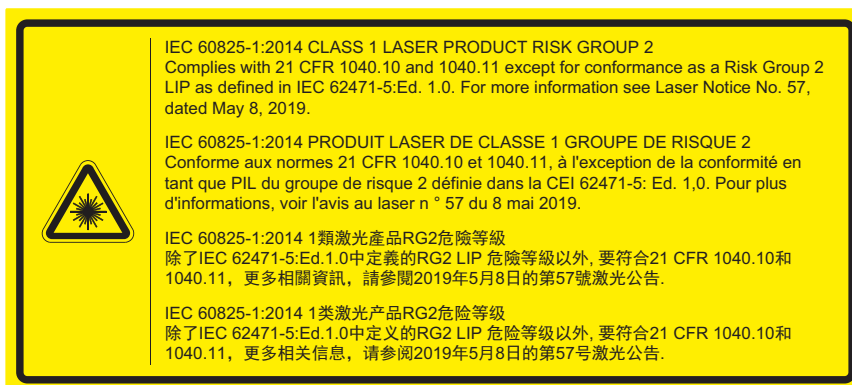 IEC 60825-1:2014 CLASS 1 LASER PRODUCT RISK GROUP 2
Complies with 21 CFR 1040.10 and 1040.11 except for conformance as a Risk Group 2
LIP as defined in IEC 62471-5:Ed. 1.0. For more information see Laser Notice No. 57,
dated May 8, 2019.
IEC 60825-1:2014 PRODUIT LASER DE CLASSE 1 GROUPE DE RISQUE 2
Conforme aux normes 21 CFR 1040.10 et 1040.11, à l'exception de la conformité en
tant que PIL du groupe de risque 2 définie dans la CEI 62471-5: Ed. 1,0. Pour plus
d'informations, voir l'avis au laser n ° 57 du 8 mai 2019.
IEC 60825-1:2014 1類激光產品RG2危險等級
除了IEC 62471-5:Ed.1.0中定義的RG2 LIP 危險等級以外, 要符合21 CFR 1040.10和
1040.11，更多相關資訊，請參閱2019年5月8日的第57號激光公告.
IEC 60825-1:2014 1类激光产品RG2危险等级
除了IEC 62471-5:Ed.1.0中定义的RG2 LIP 危险等级以外, 要符合21 CFR 1040.10和
1040.11，更多相关信息，请参阅2019年5月8日的第57号激光公告.